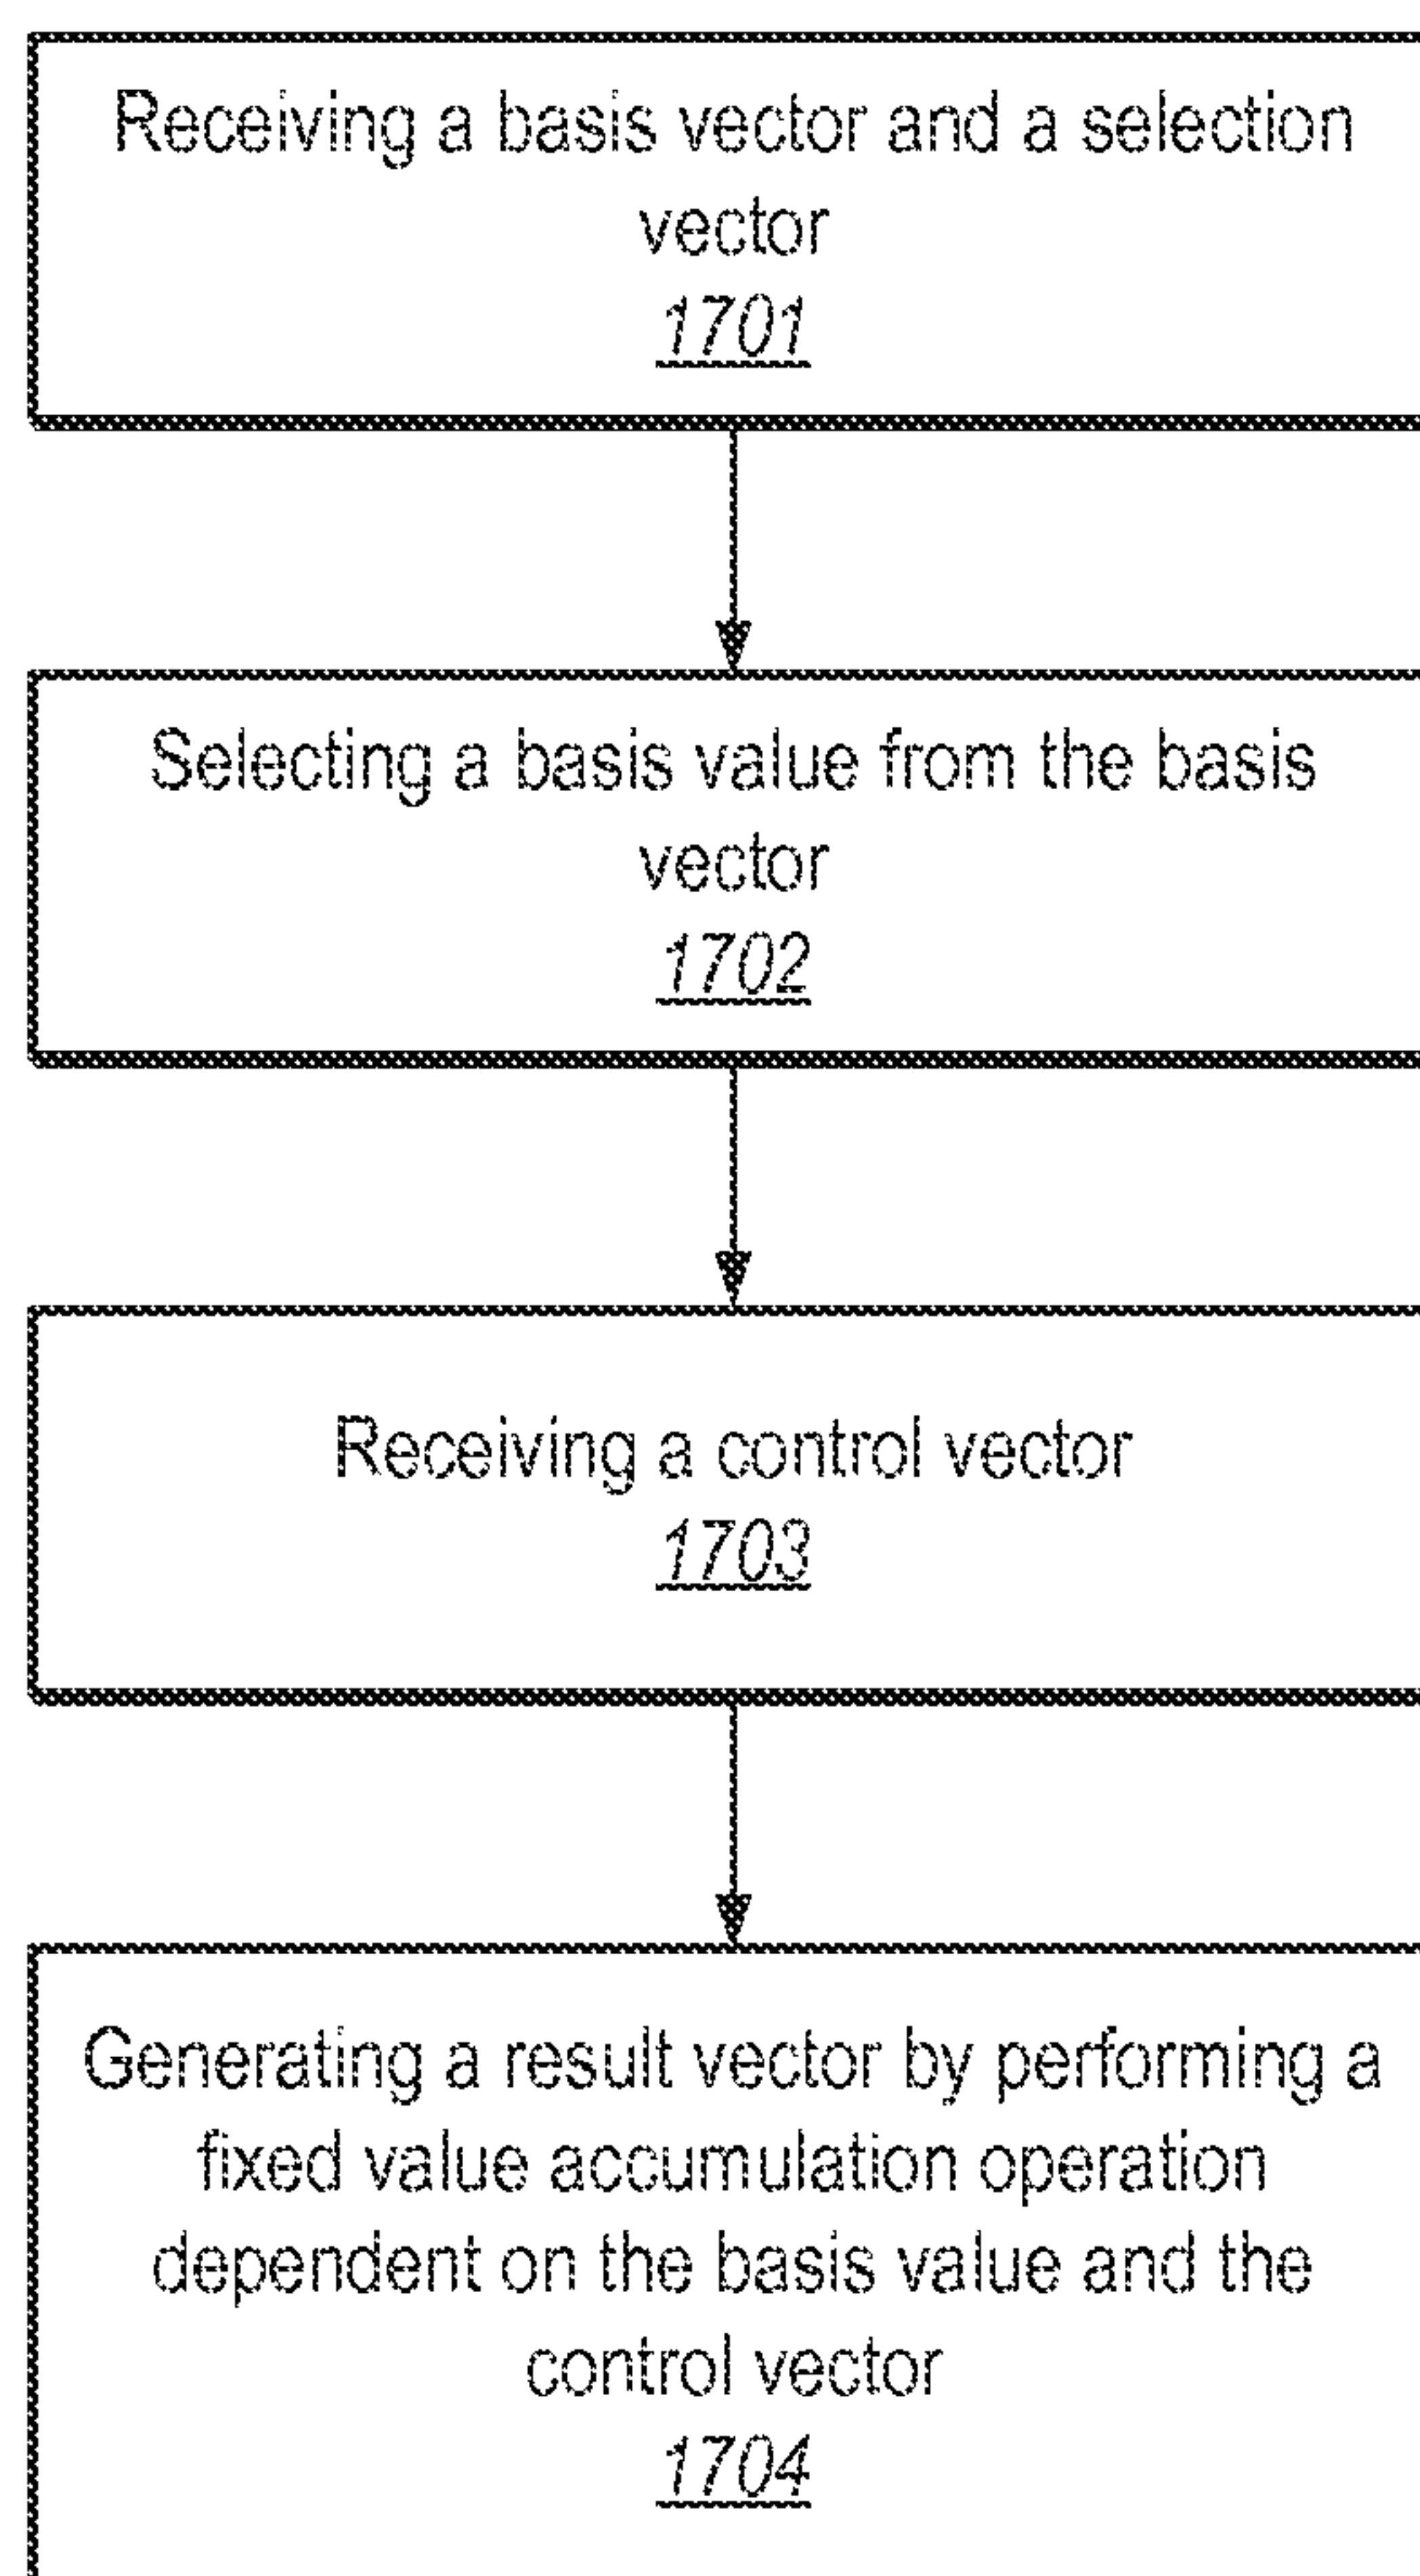 Receiving a basis vector and a selection
vector
1701
Selecting a basis value from the basis
vector
1702
Receiving a control vector
1703
Generating a result vector by performing a
fixed value accumulation operation
dependent on the basis value and the
control vector
1704